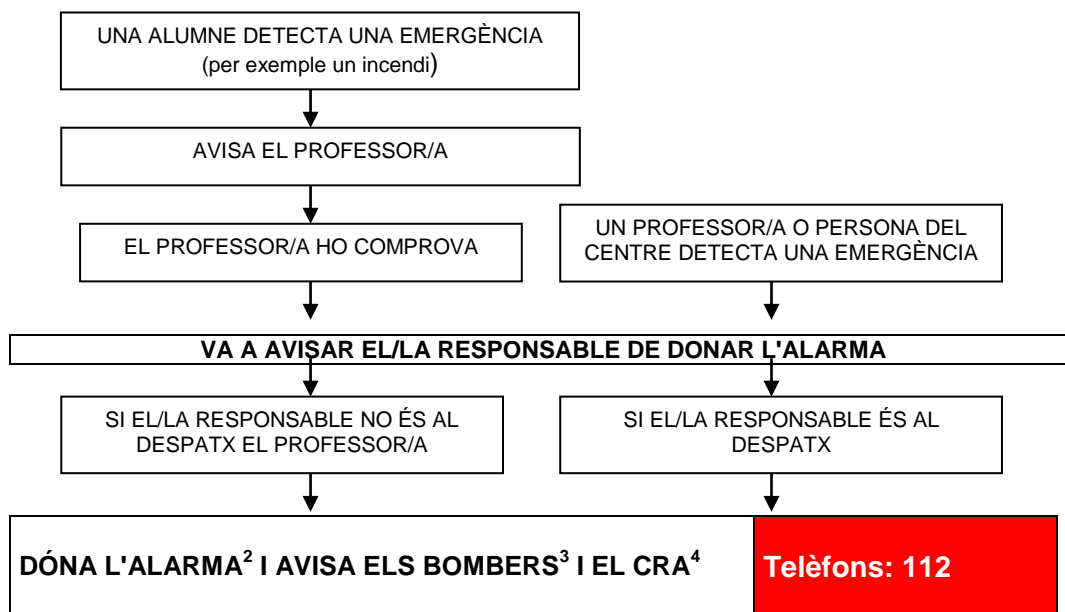 UNA ALUMNE DETECTA UNA EMERGÈNCIA
(per exemple un incendi)
AVISA EL PROFESSOR/A
EL PROFESSOR/A HO COMPROVA
UN PROFESSOR/A O PERSONA DEL
CENTRE DETECTA UNA EMERGÈNCIA
VA A AVISAR EL/LA RESPONSABLE DE DONAR L'ALARMA
SI EL/LA RESPONSABLE NO ÉS AL
DESPATX EL PROFESSOR/A
SI EL/LA RESPONSABLE ÉS AL
DESPATX
DÓNA L'ALARMA² I AVISA ELS BOMBERS³ I EL CRA⁴
Telèfons: 112